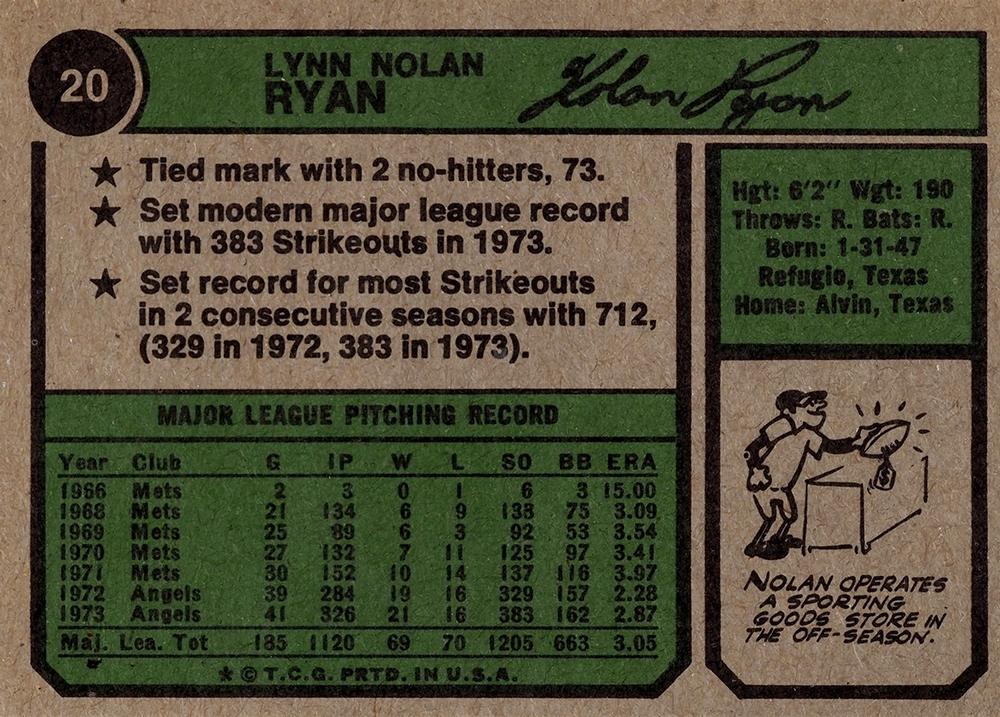 20
LYNN NOLAN
RYAN
Nolan Ryan
★ Tied mark with 2 no-hitters, 73.
★ Set modern major league record
with 383 Strikeouts in 1973.
★ Set record for most Strikeouts
in 2 consecutive seasons with 712,
(329 in 1972, 383 in 1973).
Hgt: 6'2" Wgt: 190
Throws: R. Bats: R.
Born: 1-31-47
Refugio, Texas
Home: Alvin, Texas
MAJOR LEAGUE PITCHING RECORD
Year Club G IP W L SO BB ERA
1966 Mets 2 3 0 1 6 3 15.00
1968 Mets 21 134 6 9 133 75 3.09
1969 Mets 25 89 6 3 92 53 3.54
1970 Mets 27 132 7 11 125 97 3.41
1971 Mets 30 152 10 14 137 116 3.97
1972 Angels 39 284 19 16 329 157 2.28
1973 Angels 41 326 21 16 383 162 2.87
Maj. Lea. Tot 185 1120 69 70 1205 663 3.05
★ © T.C.G. PRTD. IN U.S.A.
$
NOLAN OPERATES
A SPORTING
GOODS STORE IN
THE OFF-SEASON.